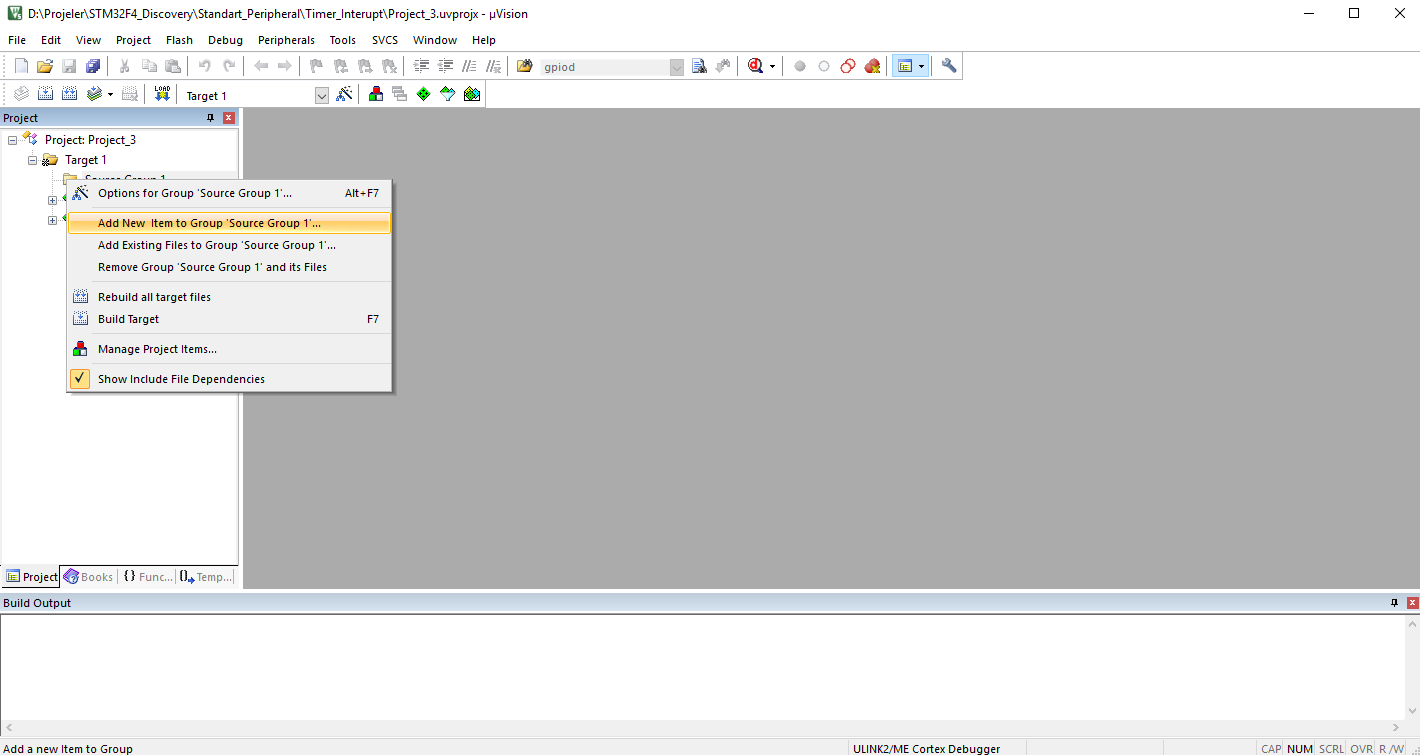 D:\Projeler\STM32F4_Discovery\Standart_Peripheral\Timer_Interupt\Project_3.uvprojx - µVision
File Edit View Project Flash Debug Peripherals Tools SVCS Window Help
gpiod
LOAD Target 1
Project
Project: Project_3
Target 1
Source Group 1
Options for Group 'Source Group 1'... Alt+F7
Add New  Item to Group 'Source Group 1'...
Add Existing Files to Group 'Source Group 1'...
Remove Group 'Source Group 1' and its Files
Rebuild all target files
Build Target F7
Manage Project Items...
Show Include File Dependencies
Project Books {} Func... Temp...
Build Output
Add a new Item to Group ULINK2/ME Cortex Debugger CAP NUM SCRL OVR R/W